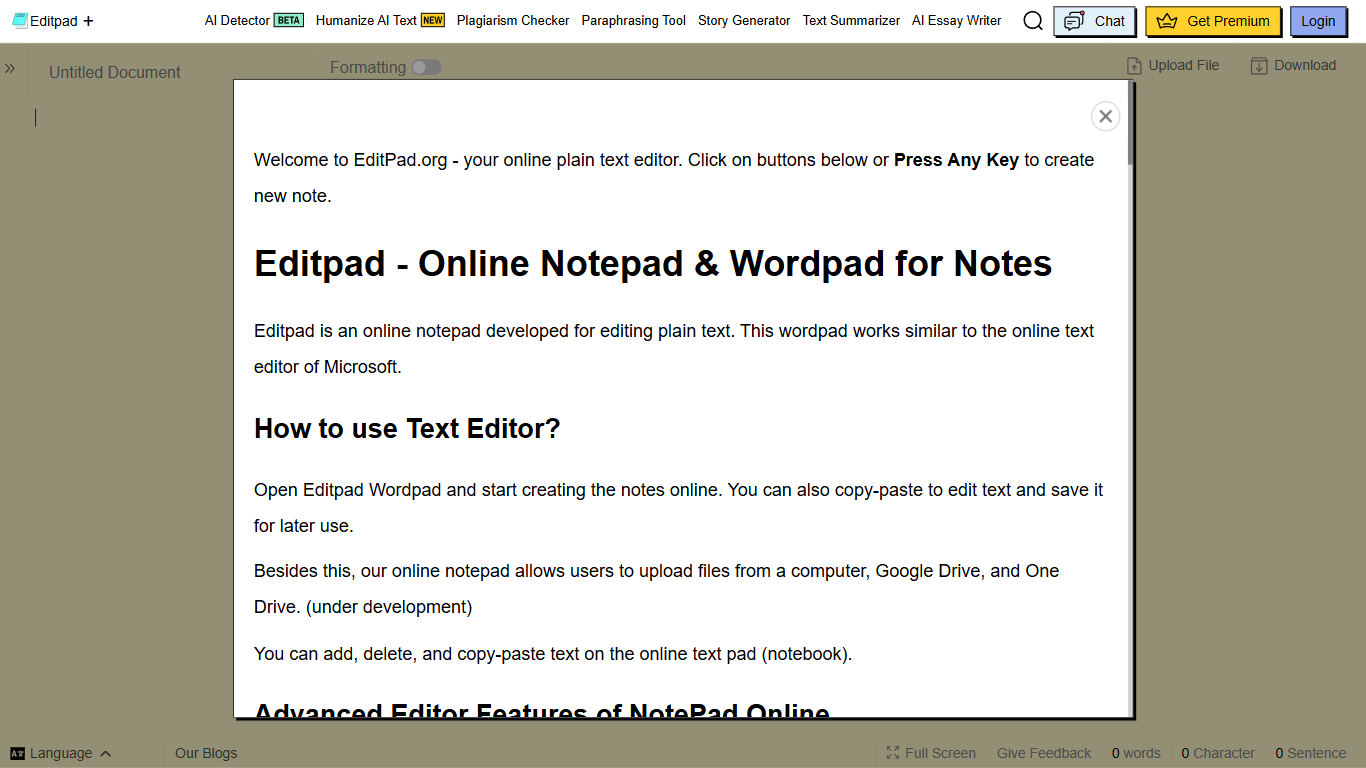 Editpad +
AI Detector BETA
Humanize AI Text NEW
Plagiarism Checker
Paraphrasing Tool
Story Generator
Text Summarizer
AI Essay Writer
Chat
Get Premium
Login
Untitled Document
Formatting
Upload File
Download
Welcome to EditPad.org - your online plain text editor. Click on buttons below or Press Any Key to create
new note.
Editpad - Online Notepad & Wordpad for Notes
Editpad is an online notepad developed for editing plain text. This wordpad works similar to the online text
editor of Microsoft.
How to use Text Editor?
Open Editpad Wordpad and start creating the notes online. You can also copy-paste to edit text and save it
for later use.
Besides this, our online notepad allows users to upload files from a computer, Google Drive, and One
Drive. (under development)
You can add, delete, and copy-paste text on the online text pad (notebook).
Advanced Editor Features of NotePad Online
Language
Our Blogs
Full Screen
Give Feedback
0 words
0 Character
0 Sentence